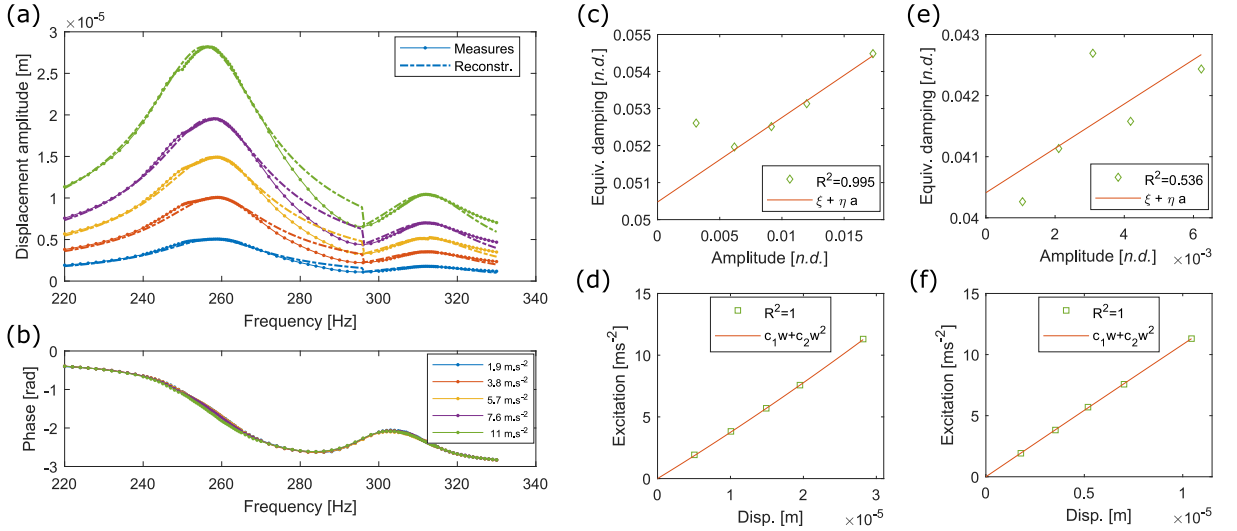 (a)
×10⁻⁵
3.5
3
2.5
2
1.5
1
0.5
0
Displacement amplitude [m]
Measures
Reconstr.
220 240 260 280 300 320 340
Frequency [Hz]
(b)
0
-1
-2
-3
Phase [rad]
1.9 m.s⁻²
3.8 m.s⁻²
5.7 m.s⁻²
7.6 m.s⁻²
11 m.s⁻²
220 240 260 280 300 320 340
Frequency [Hz]
(c)
0.055
0.054
0.053
0.052
0.051
0.05
Equiv. damping [n.d.]
R²=0.995
ξ + η a
0 0.005 0.01 0.015
Amplitude [n.d.]
(d)
15
10
5
0
Excitation [ms⁻²]
R²=1
c₁w+c₂w²
0 1 2 3
Disp. [m] ×10⁻⁵
(e)
0.043
0.042
0.041
0.04
Equiv. damping [n.d.]
R²=0.536
ξ + η a
0 2 4 6
Amplitude [n.d.] ×10⁻³
(f)
15
10
5
0
Excitation [ms⁻²]
R²=1
c₁w+c₂w²
0 0.5 1
Disp. [m] ×10⁻⁵